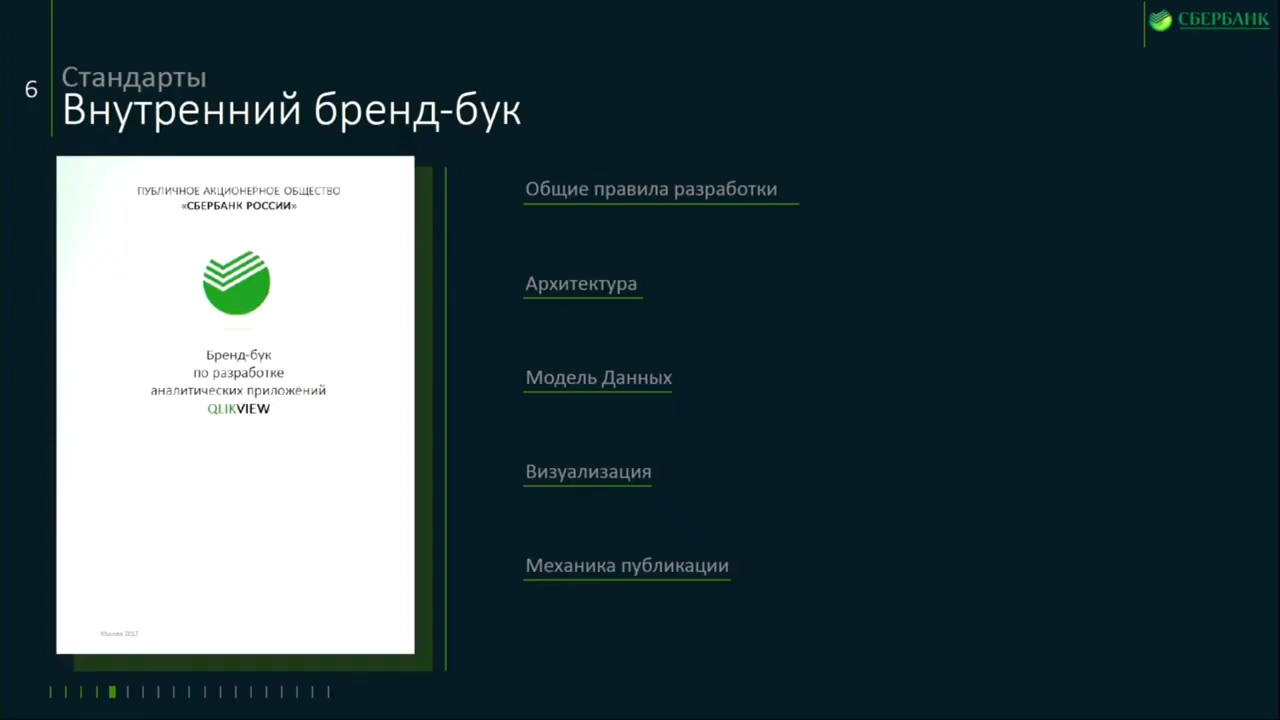 СБЕРБАНК
6
Стандарты
Внутренний бренд-бук
ПУБЛИЧНОЕ АКЦИОНЕРНОЕ ОБЩЕСТВО
«СБЕРБАНК РОССИИ»
Бренд-бук
по разработке
аналитических приложений
QLIKVIEW
Москва 2017
Общие правила разработки
Архитектура
Модель Данных
Визуализация
Механика публикации